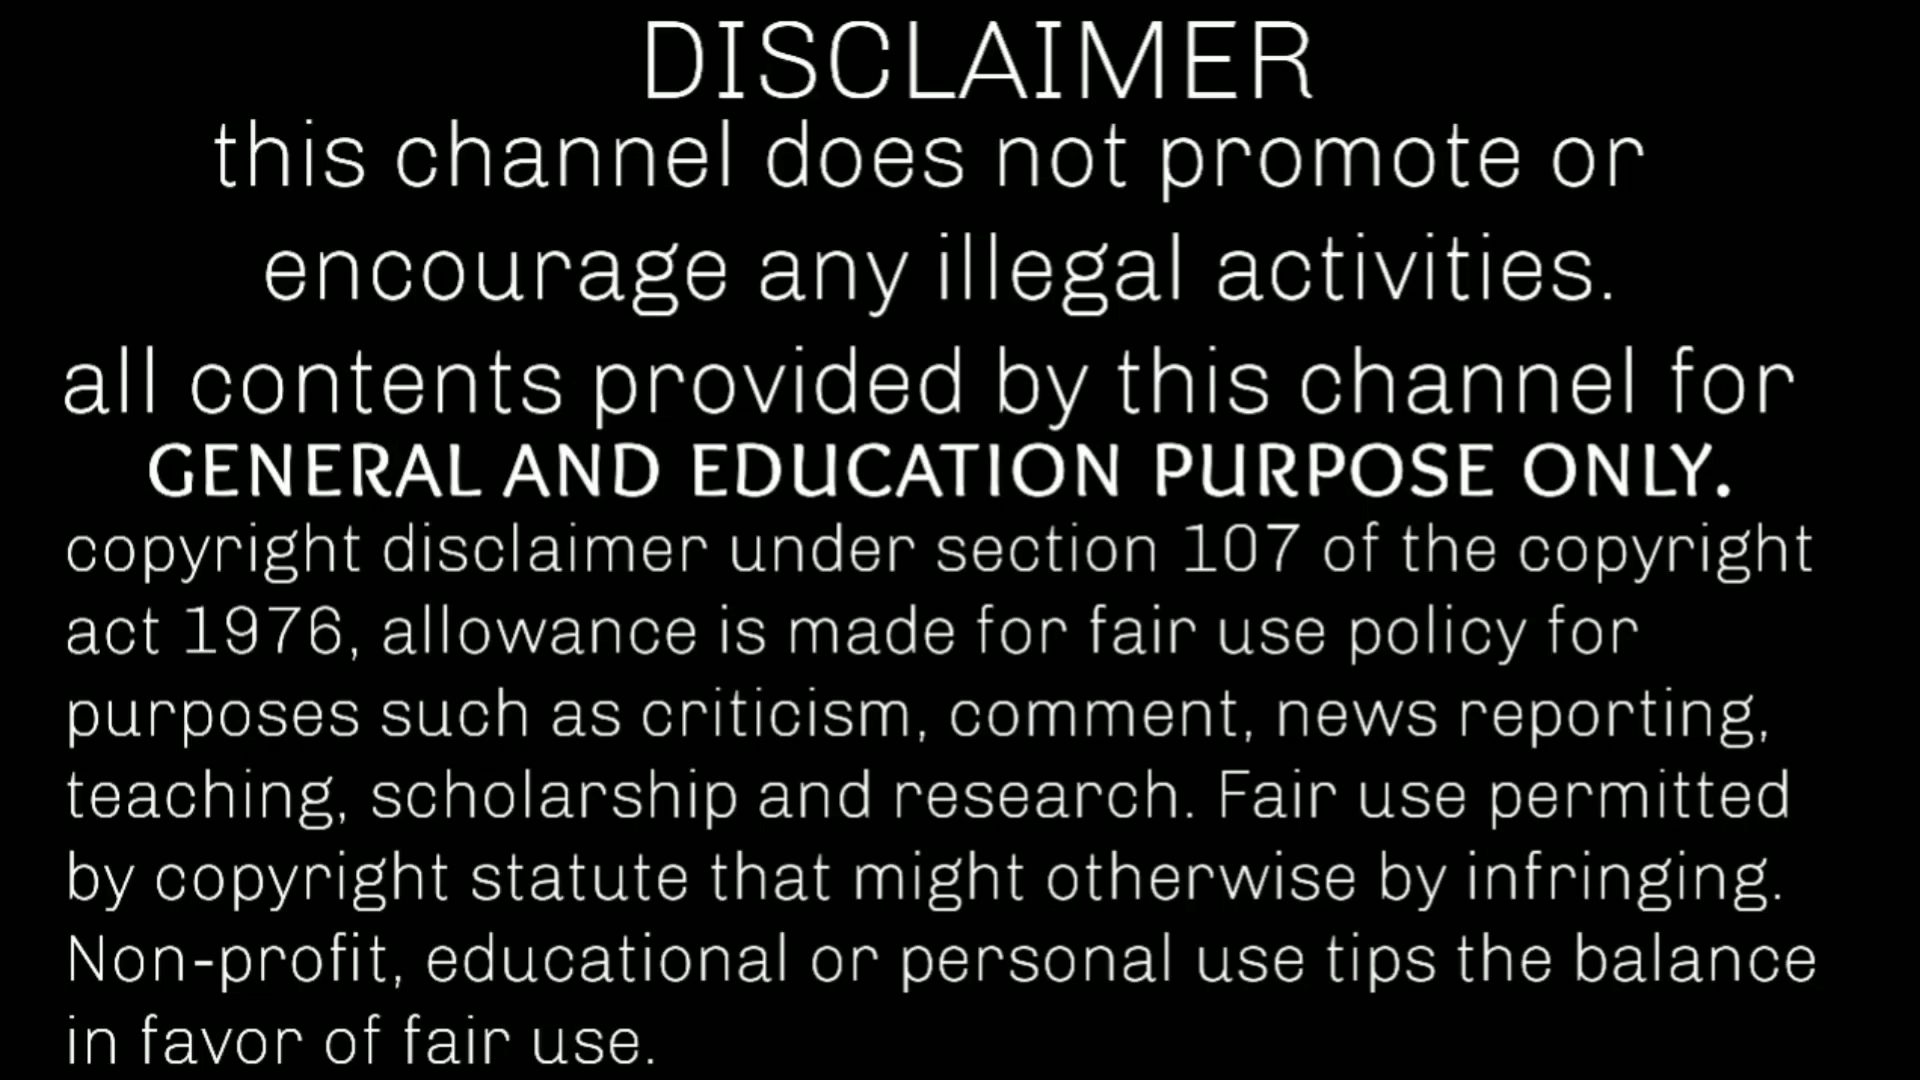 DISCLAIMER
this channel does not promote or
encourage any illegal activities.
all contents provided by this channel for
GENERAL AND EDUCATION PURPOSE ONLY.
copyright disclaimer under section 107 of the copyright
act 1976, allowance is made for fair use policy for
purposes such as criticism, comment, news reporting,
teaching, scholarship and research. Fair use permitted
by copyright statute that might otherwise by infringing.
Non-profit, educational or personal use tips the balance
in favor of fair use.